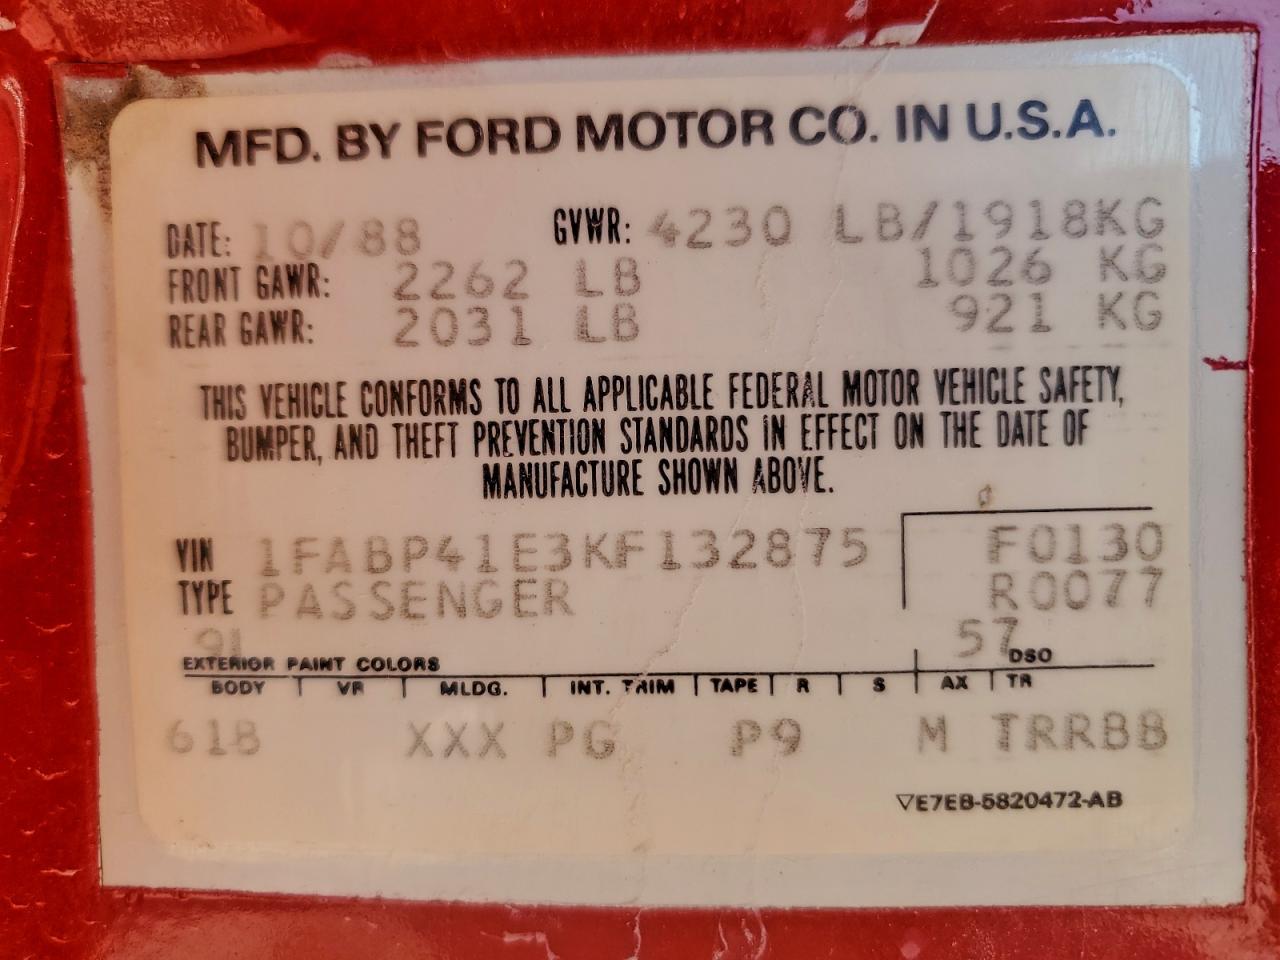 MFD. BY FORD MOTOR CO. IN U.S.A.
DATE: 10/88 GVWR: 4230 LB/1918KG
FRONT GAWR: 2262 LB 1026 KG
REAR GAWR: 2031 LB 921 KG
THIS VEHICLE CONFORMS TO ALL APPLICABLE FEDERAL MOTOR VEHICLE SAFETY,
BUMPER, AND THEFT PREVENTION STANDARDS IN EFFECT ON THE DATE OF
MANUFACTURE SHOWN ABOVE.
VIN 1FABP41E3KF132875 F0130
TYPE PASSENGER R0077
91 57
EXTERIOR PAINT COLORS DSO
BODY VR MLDG. INT. TRIM TAPE R S AX TR
61B XXX PG P9 M TRRBB
▽E7EB-5820472-AB